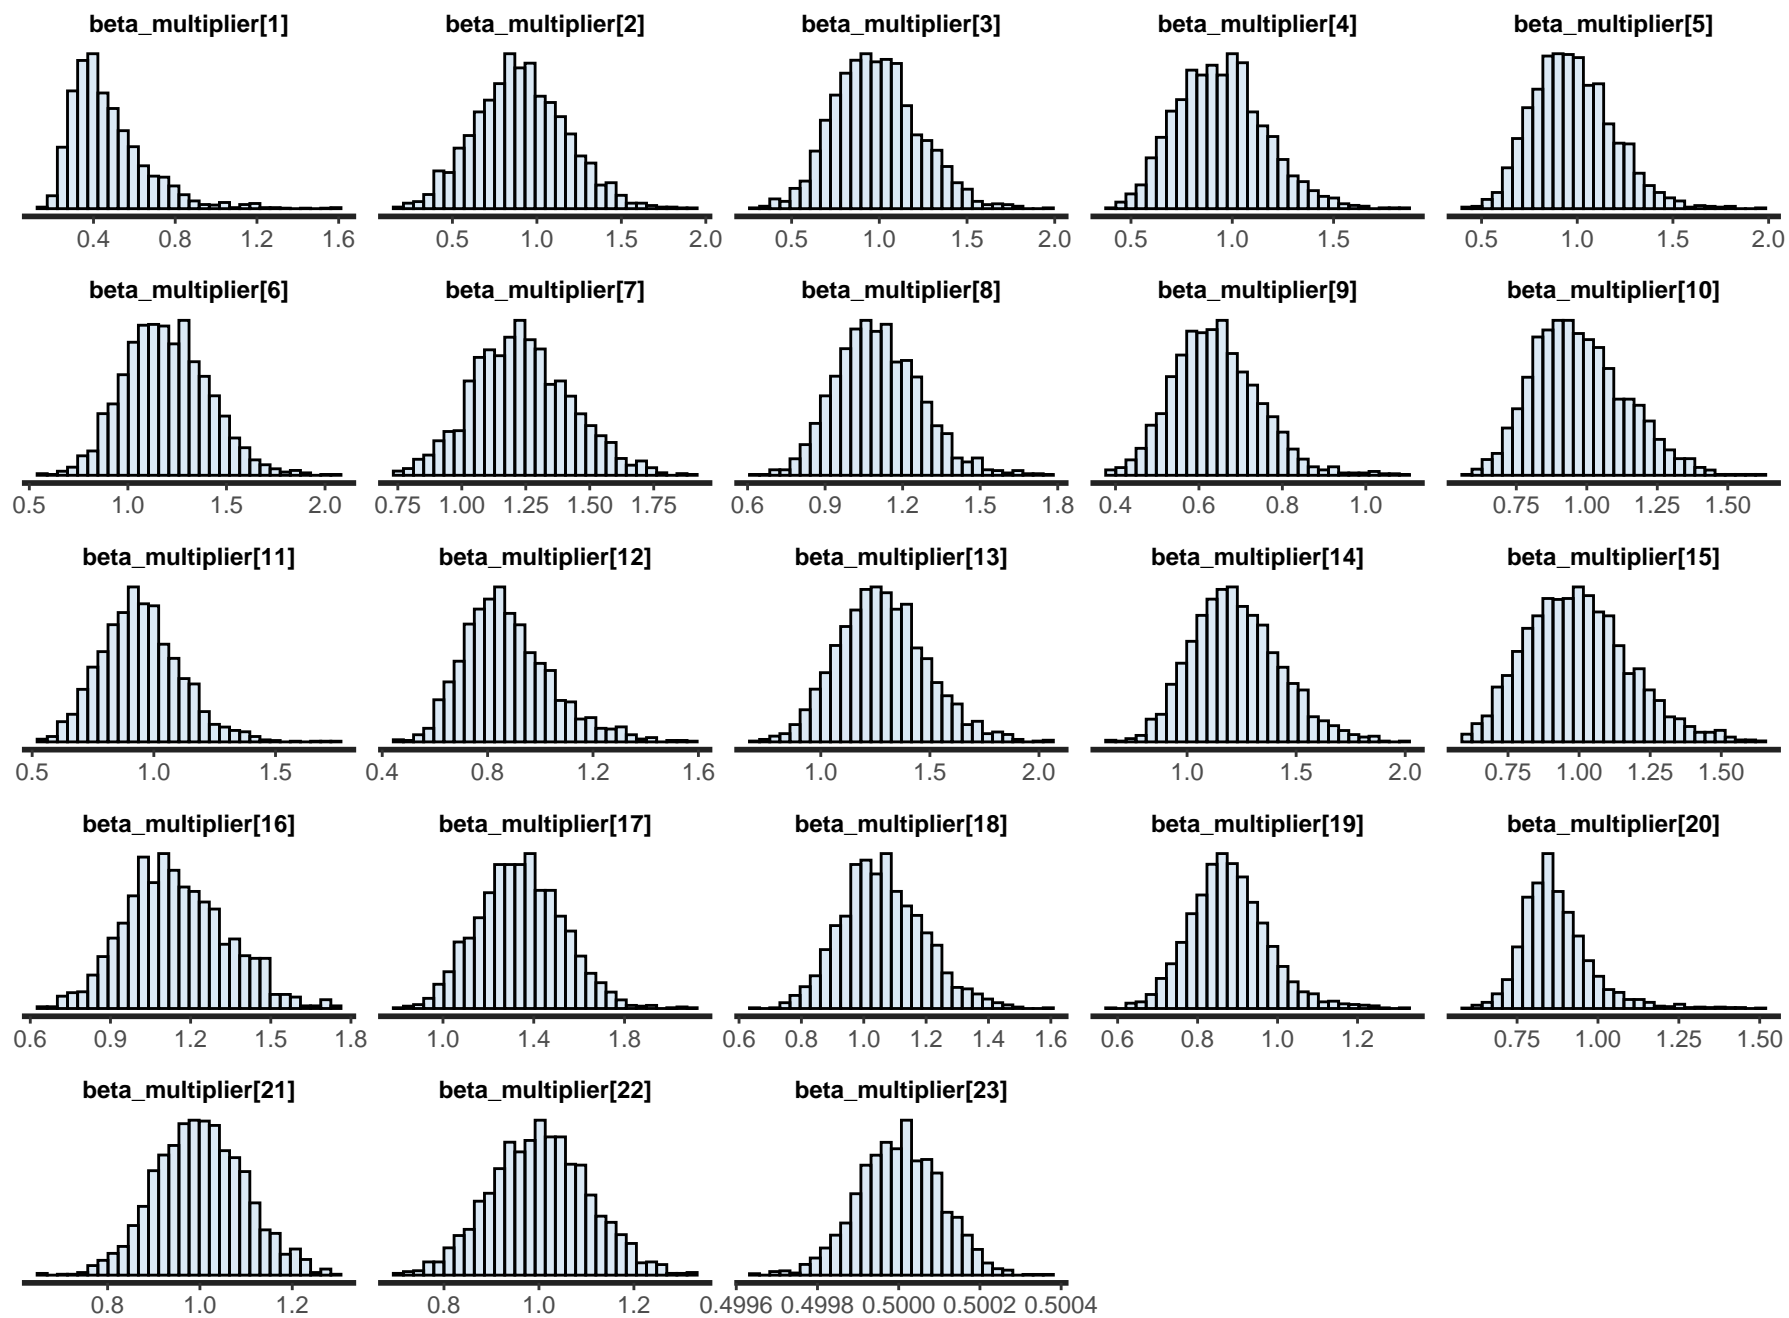 beta_multiplier[1] beta_multiplier[2] beta_multiplier[3] beta_multiplier[4] beta_multiplier[5]
0.4 0.8 1.2 1.6 0.5 1.0 1.5 2.0 0.5 1.0 1.5 2.0 0.5 1.0 1.5 0.5 1.0 1.5 2.0
beta_multiplier[6] beta_multiplier[7] beta_multiplier[8] beta_multiplier[9] beta_multiplier[10]
0.5 1.0 1.5 2.0 0.75 1.00 1.25 1.50 1.75 0.6 0.9 1.2 1.5 1.8 0.4 0.6 0.8 1.0 0.75 1.00 1.25 1.50
beta_multiplier[11] beta_multiplier[12] beta_multiplier[13] beta_multiplier[14] beta_multiplier[15]
0.5 1.0 1.5 0.4 0.8 1.2 1.6 1.0 1.5 2.0 1.0 1.5 2.0 0.75 1.00 1.25 1.50
beta_multiplier[16] beta_multiplier[17] beta_multiplier[18] beta_multiplier[19] beta_multiplier[20]
0.6 0.9 1.2 1.5 1.8 1.0 1.4 1.8 0.6 0.8 1.0 1.2 1.4 1.6 0.6 0.8 1.0 1.2 0.75 1.00 1.25 1.50
beta_multiplier[21] beta_multiplier[22] beta_multiplier[23]
0.8 1.0 1.2 0.8 1.0 1.2 0.4996 0.4998 0.5000 0.5002 0.5004